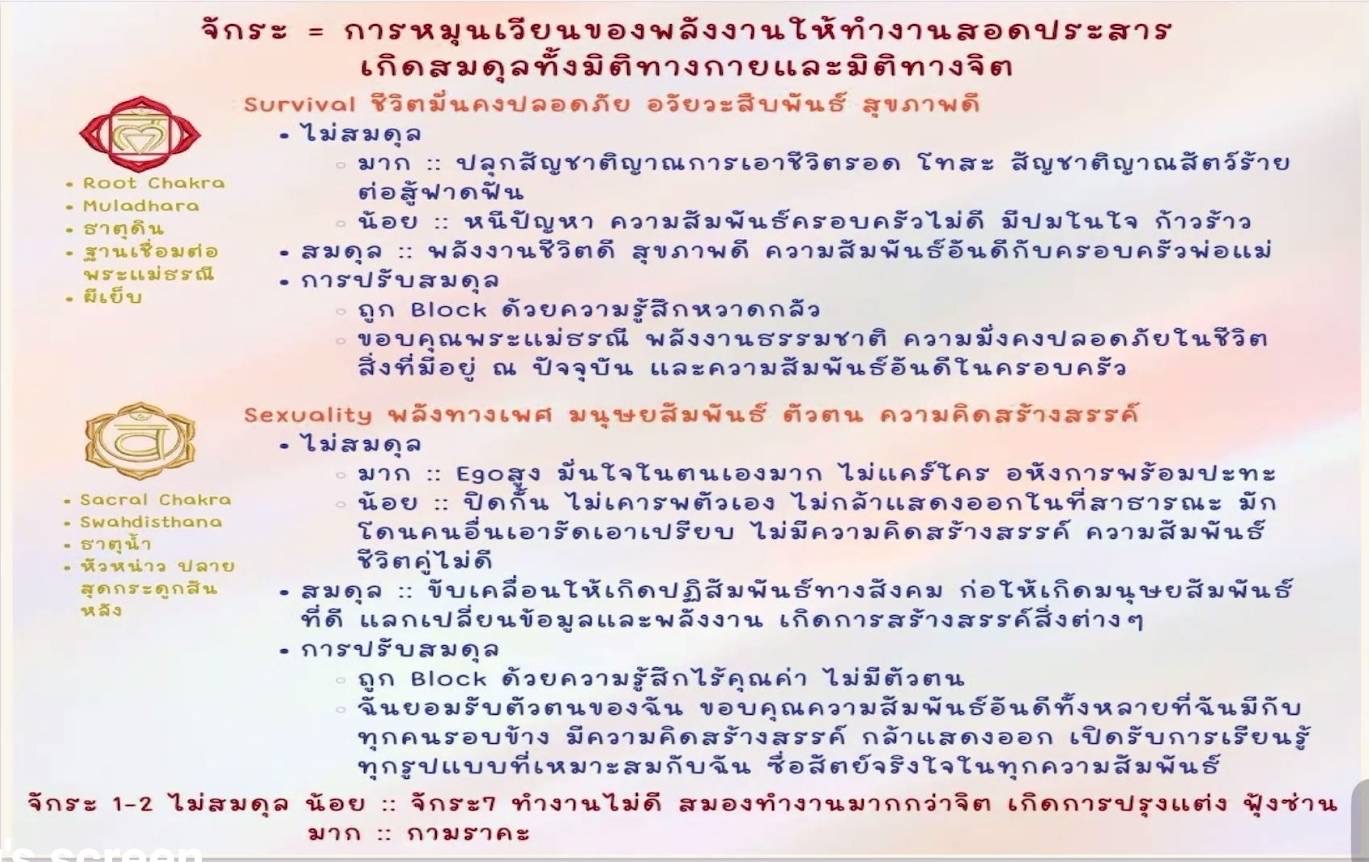 จักระ = การหมุนเวียนของพลังงานให้ทำงานสอดประสาร
เกิดสมดุลทั้งมิติทางกายและมิติทางจิต
Survival ชีวิตมั่นคงปลอดภัย อวัยวะสืบพันธ์ สุขภาพดี
• ไม่สมดุล
◦ มาก :: ปลุกสัญชาติญาณการเอาชีวิตรอด โทสะ สัญชาติญาณสัตว์ร้าย
ต่อสู้ฟาดฟัน
◦ น้อย :: หนีปัญหา ความสัมพันธ์ครอบครัวไม่ดี มีปมในใจ ก้าวร้าว
• สมดุล :: พลังงานชีวิตดี สุขภาพดี ความสัมพันธ์อันดีกับครอบครัวพ่อแม่
• การปรับสมดุล
◦ ถูก Block ด้วยความรู้สึกหวาดกลัว
◦ ขอบคุณพระแม่ธรณี พลังงานธรรมชาติ ความมั่งคงปลอดภัยในชีวิต
สิ่งที่มีอยู่ ณ ปัจจุบัน และความสัมพันธ์อันดีในครอบครัว
• Root Chakra
• Muladhara
• ธาตุดิน
• ฐานเชื่อมต่อ
พระแม่ธรณี
• ฝีเย็บ
Sexuality พลังทางเพศ มนุษยสัมพันธ์ ตัวตน ความคิดสร้างสรรค์
• ไม่สมดุล
◦ มาก :: Egoสูง มั่นใจในตนเองมาก ไม่แคร์ใคร อหังการพร้อมปะทะ
◦ น้อย :: ปิดกั้น ไม่เคารพตัวเอง ไม่กล้าแสดงออกในที่สาธารณะ มัก
โดนคนอื่นเอารัดเอาเปรียบ ไม่มีความคิดสร้างสรรค์ ความสัมพันธ์
ชีวิตคู่ไม่ดี
• สมดุล :: ขับเคลื่อนให้เกิดปฏิสัมพันธ์ทางสังคม ก่อให้เกิดมนุษยสัมพันธ์
ที่ดี แลกเปลี่ยนข้อมูลและพลังงาน เกิดการสร้างสรรค์สิ่งต่างๆ
• การปรับสมดุล
◦ ถูก Block ด้วยความรู้สึกไร้คุณค่า ไม่มีตัวตน
◦ ฉันยอมรับตัวตนของฉัน ขอบคุณความสัมพันธ์อันดีทั้งหลายที่ฉันมีกับ
ทุกคนรอบข้าง มีความคิดสร้างสรรค์ กล้าแสดงออก เปิดรับการเรียนรู้
ทุกรูปแบบที่เหมาะสมกับฉัน ซื่อสัตย์จริงใจในทุกความสัมพันธ์
व
• Sacral Chakra
• Swahdisthana
• ธาตุน้ำ
• หัวหน่าว ปลาย
สุดกระดูกสัน
หลัง
จักระ 1-2 ไม่สมดุล น้อย :: จักระ7 ทำงานไม่ดี สมองทำงานมากกว่าจิต เกิดการปรุงแต่ง ฟุ้งซ่าน
มาก :: กามราคะ
's screen